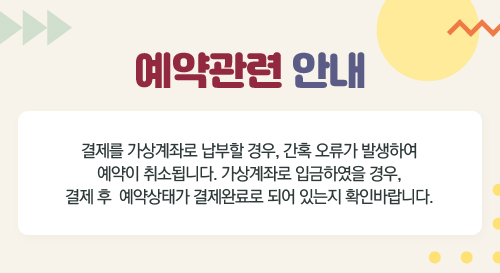 예약관련 안내
결제를 가상계좌로 납부할 경우, 간혹 오류가 발생하여
예약이 취소됩니다. 가상계좌로 입금하였을 경우,
결제 후 예약상태가 결제완료로 되어 있는지 확인바랍니다.